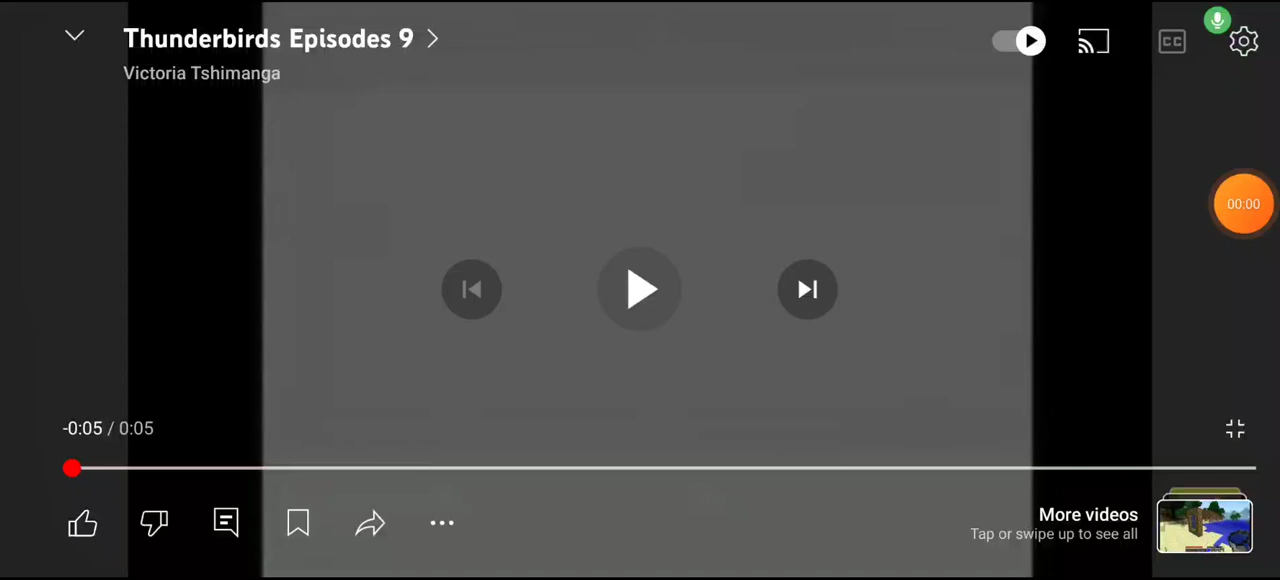 Thunderbirds Episodes 9
Victoria Tshimanga
CC
00:00
-0:05 / 0:05
More videos
Tap or swipe up to see all